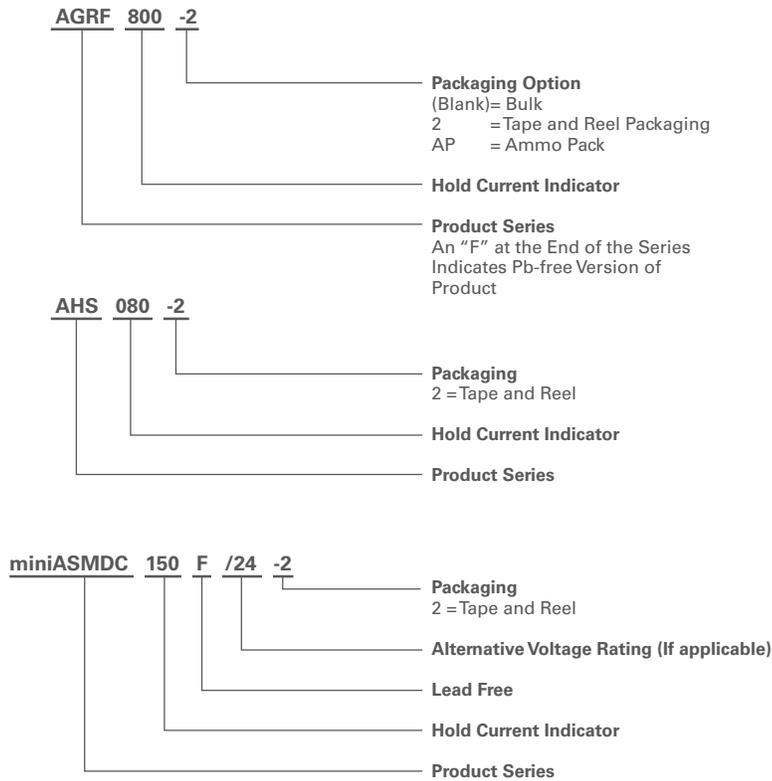 AGRF 800 -2
Packaging Option
(Blank)= Bulk
2 = Tape and Reel Packaging
AP = Ammo Pack
Hold Current Indicator
Product Series
An “F” at the End of the Series
Indicates Pb-free Version of
Product
AHS 080 -2
Packaging
2 = Tape and Reel
Hold Current Indicator
Product Series
miniASMDC 150 F /24 -2
Packaging
2 = Tape and Reel
Alternative Voltage Rating (If applicable)
Lead Free
Hold Current Indicator
Product Series